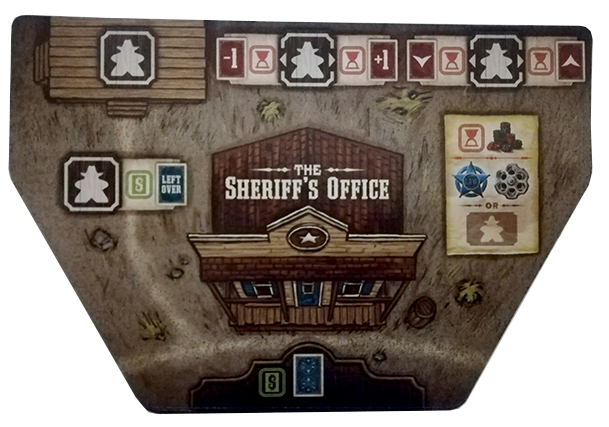 -1
+1
THE
SHERIFF'S OFFICE
$
LEFT
OVER
OR
$